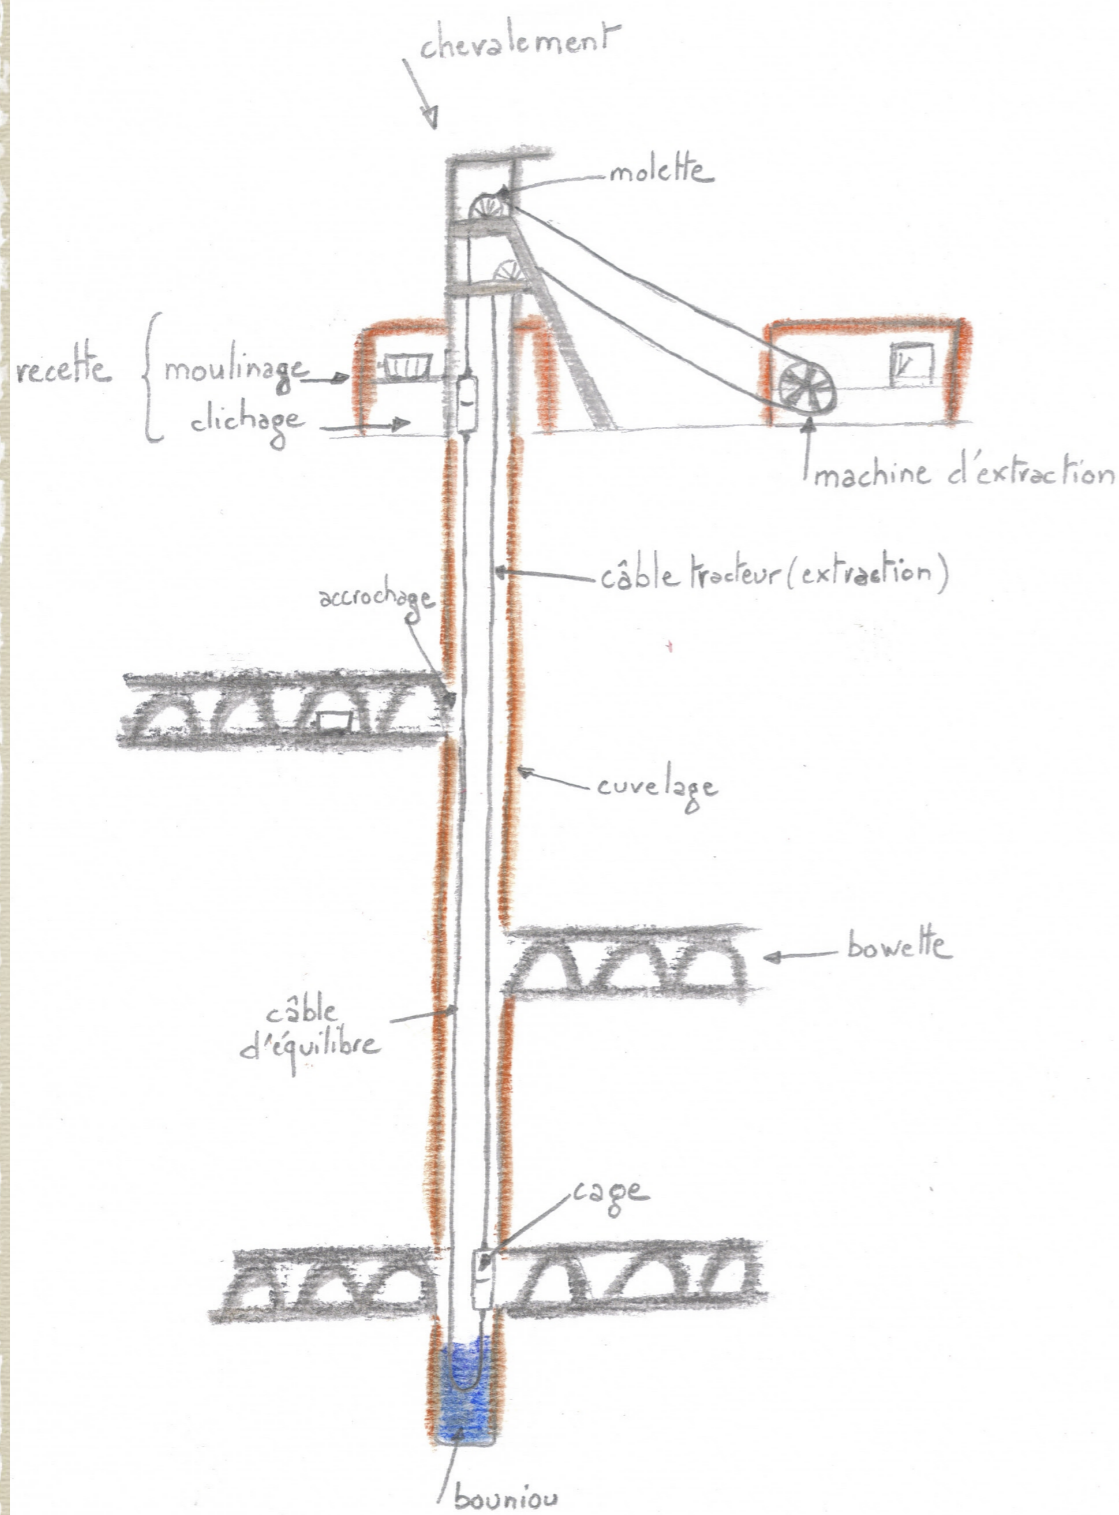 chevalement
molette
recette
moulinage
clichage
machine d'extraction
câble tracteur (extraction)
accrochage
cuvelage
bowette
câble
d'équilibre
cage
bouniou